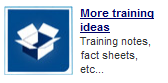 More training
ideas
Training notes,
fact sheets,
etc...